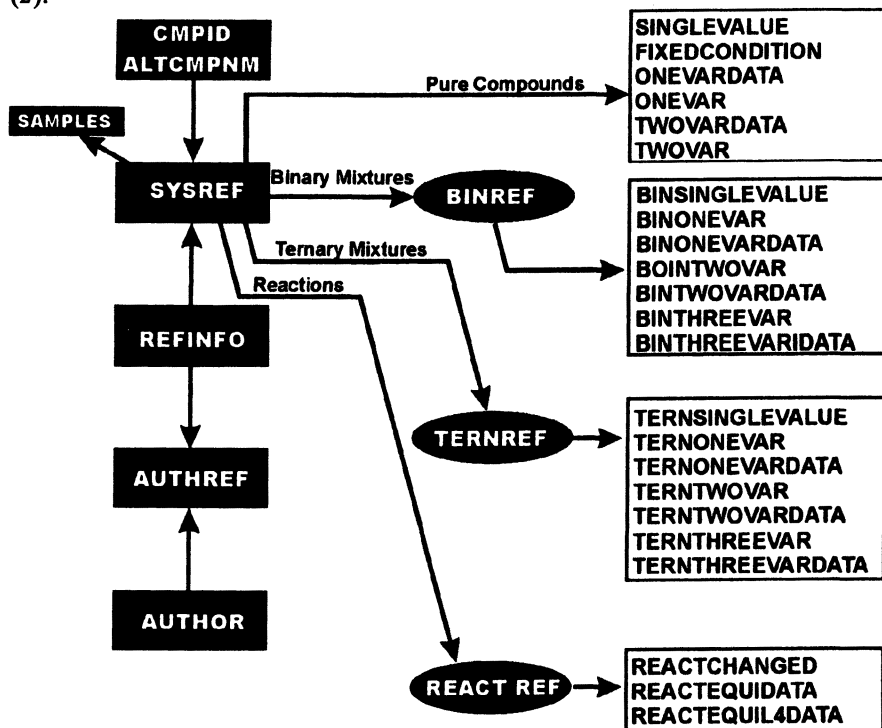 (2).
CMPID
ALTCMPNM
SAMPLES
SYSREF
REFINFO
AUTHREF
AUTHOR
Pure Compounds
Binary Mixtures
Ternary Mixtures
Reactions
BINREF
TERNREF
REACT REF
SINGLEVALUE
FIXEDCONDITION
ONEVARDATA
ONEVAR
TWOVARDATA
TWOVAR
BINSINGLEVALUE
BINONEVAR
BINONEVARDATA
BOINTWOVAR
BINTWOVARDATA
BINTHREEVAR
BINTHREEVARIDATA
TERNSINGLEVALUE
TERNONEVAR
TERNONEVARDATA
TERNTWOVAR
TERNTWOVARDATA
TERNTHREEVAR
TERNTHREEVARDATA
REACTCHANGED
REACTEQUIDATA
REACTEQUIL4DATA